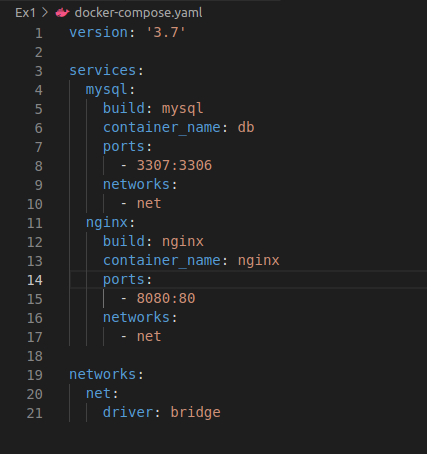 Ex1 > docker-compose.yaml
1 version: '3.7'
2
3 services:
4   mysql:
5     build: mysql
6     container_name: db
7     ports:
8       - 3307:3306
9     networks:
10       - net
11   nginx:
12     build: nginx
13     container_name: nginx
14     ports:
15       - 8080:80
16     networks:
17       - net
18
19 networks:
20   net:
21     driver: bridge